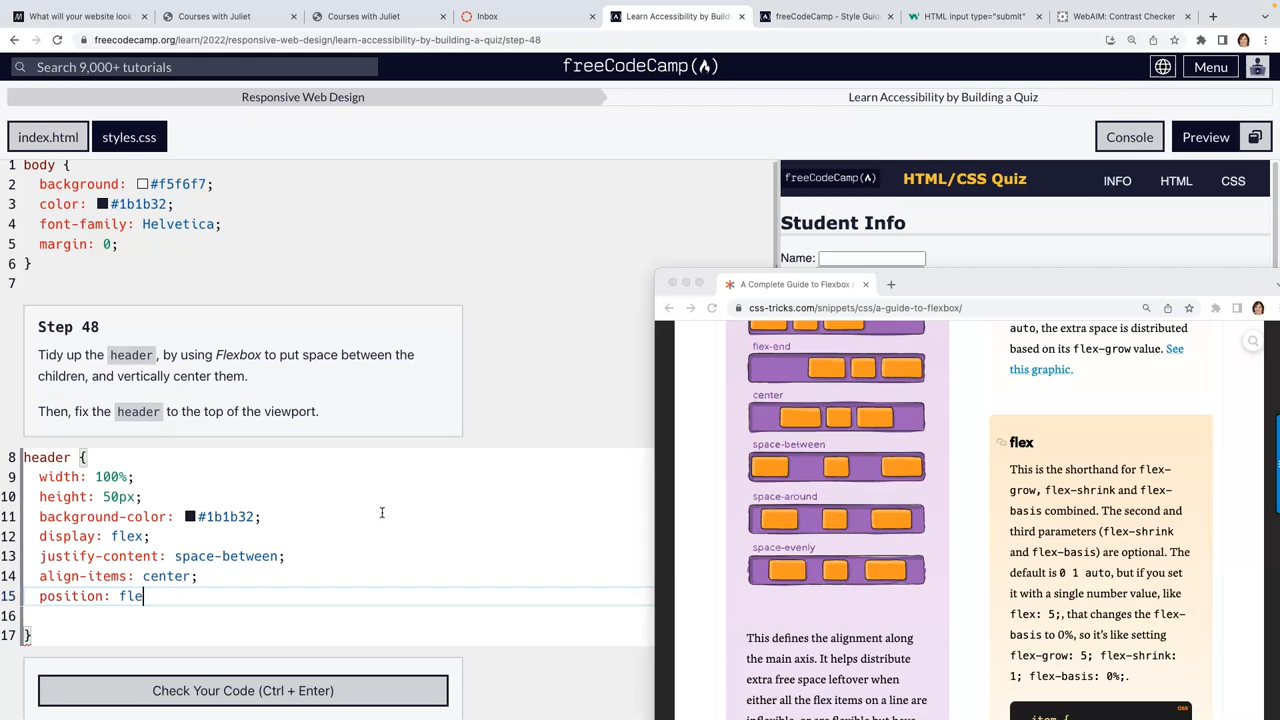 What will your website look
Courses with Juliet
Courses with Juliet
Inbox
Learn Accessibility by Build
freeCodeCamp - Style Guide
HTML input type="submit"
WebAIM: Contrast Checker
freecodecamp.org/learn/2022/responsive-web-design/learn-accessibility-by-building-a-quiz/step-48
Search 9,000+ tutorials
freeCodeCamp
Menu
Responsive Web Design
Learn Accessibility by Building a Quiz
index.html
styles.css
Console
Preview
1 body {
2 background: #f5f6f7;
3 color: #1b1b32;
4 font-family: Helvetica;
5 margin: 0;
6 }
7
Step 48
Tidy up the header, by using Flexbox to put space between the
children, and vertically center them.
Then, fix the header to the top of the viewport.
8 header {
9 width: 100%;
10 height: 50px;
11 background-color: #1b1b32;
12 display: flex;
13 justify-content: space-between;
14 align-items: center;
15 position: fle
16
17 }
Check Your Code (Ctrl + Enter)
freeCodeCamp
HTML/CSS Quiz
INFO
HTML
CSS
Student Info
Name:
A Complete Guide to Flexbox
css-tricks.com/snippets/css/a-guide-to-flexbox/
flex-end
center
space-between
space-around
space-evenly
This defines the alignment along
the main axis. It helps distribute
extra free space leftover when
either all the flex items on a line are
inflexible, or are flexible but have
auto, the extra space is distributed
based on its flex-grow value. See
this graphic.
flex
This is the shorthand for flex-
grow, flex-shrink and flex-
basis combined. The second and
third parameters (flex-shrink
and flex-basis) are optional. The
default is 0 1 auto, but if you set
it with a single number value, like
flex: 5;, that changes the flex-
basis to 0%, so it's like setting
flex-grow: 5; flex-shrink:
1; flex-basis: 0%;.
css
.item {